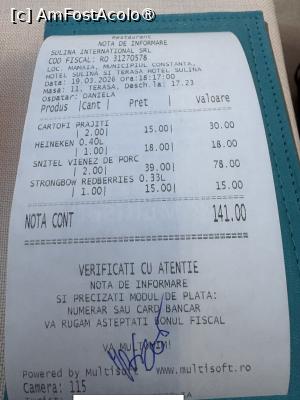 [c] AmFostAcolo®
Restaurant
NOTA DE INFORMARE
SULINA INTERNATIONAL SRL
COD FISCAL: RO 31270578
LOC. MAMAIA, MUNICIPIUL CONSTANTA,
HOTEL SULINA SI TERASA HOTEL SULINA
Data: 19.03.2026 ora:18:17:00
Masa: 11, TERASA, Desch.la: 17.23
Ospatar: DANIELA
Produs |Cant| Pret Valoare
CARTOFI PRAJITI
| 2.00| 15.00| 30.00
HEINEKEN 0.40L
| 1.00| 18.00| 18.00
SNITEL VIENEZ DE PORC
| 2.00| 39.00| 78.00
STRONGBOW REDBERRIES 0.33L
| 1.00| 15.00| 15.00
NOTA CONT 141.00
VERIFICATI CU ATENTIE
NOTA DE INFORMARE
SI PRECIZATI MODUL DE PLATA:
NUMERAR SAU CARD BANCAR
VA RUGAM ASTEPTATI BONUL FISCAL
VA MULTUMIM!
Powered by Multisoft www.multisoft.ro
Camera: 115